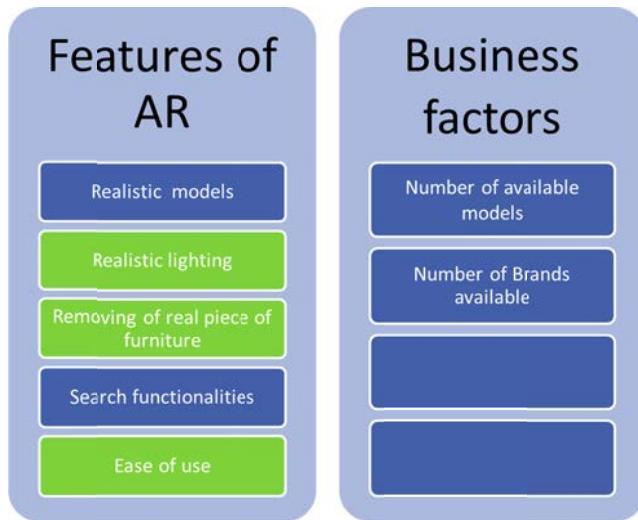 Features of
AR
Realistic models
Realistic lighting
Removing of real piece of
furniture
Search functionalities
Ease of use
Business
factors
Number of available
models
Number of Brands
available